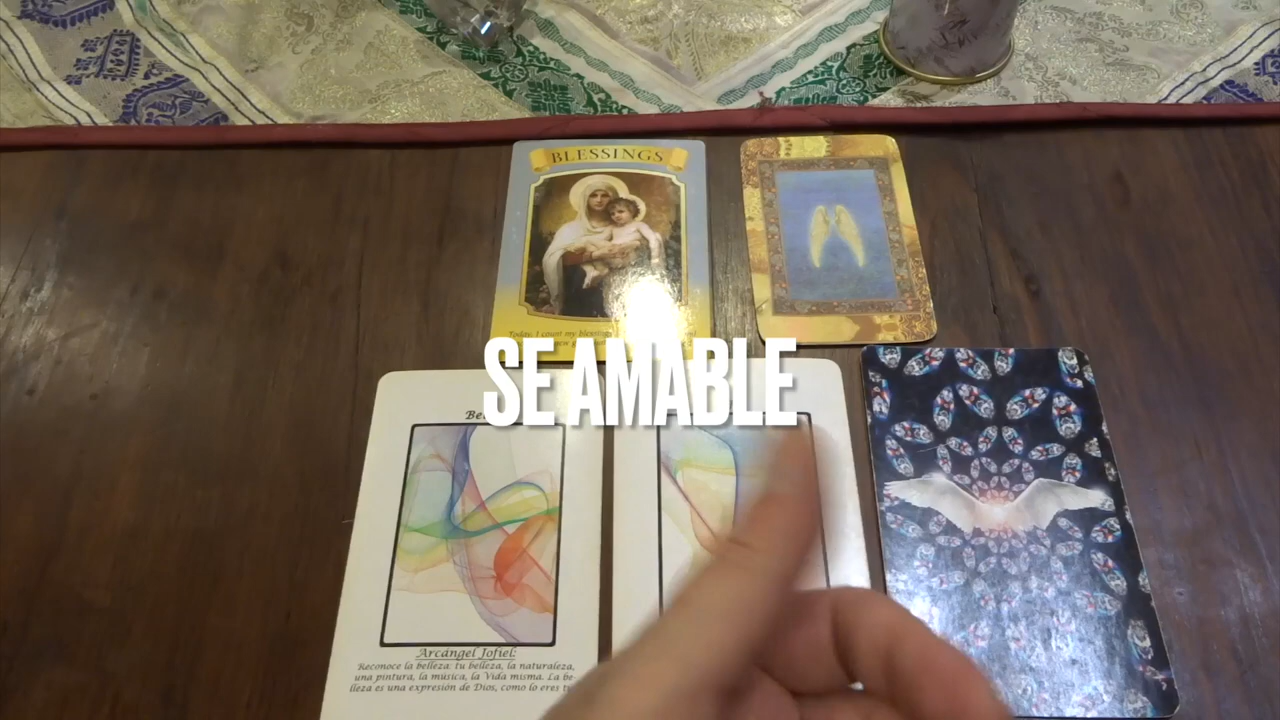 BLESSINGS
Today, I count my blessings
SE AMABLE
Arcángel Jofiel:
Reconoce la belleza: tu belleza, la naturaleza,
una pintura, la música, la Vida misma. La be-
lleza es una expresión de Dios, como lo eres